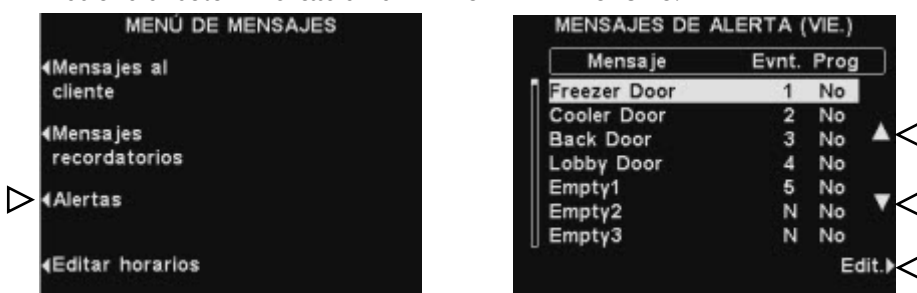 MENÚ DE MENSAJES
◀Mensajes al
cliente
◀Mensajes
recordatorios
◀Alertas
◀Editar horarios
MENSAJES DE ALERTA (VIE.)
Mensaje Evnt. Prog
Freezer Door 1 No
Cooler Door 2 No
Back Door 3 No
Lobby Door 4 No
Empty1 5 No
Empty2 N No
Empty3 N No
Edit.▶